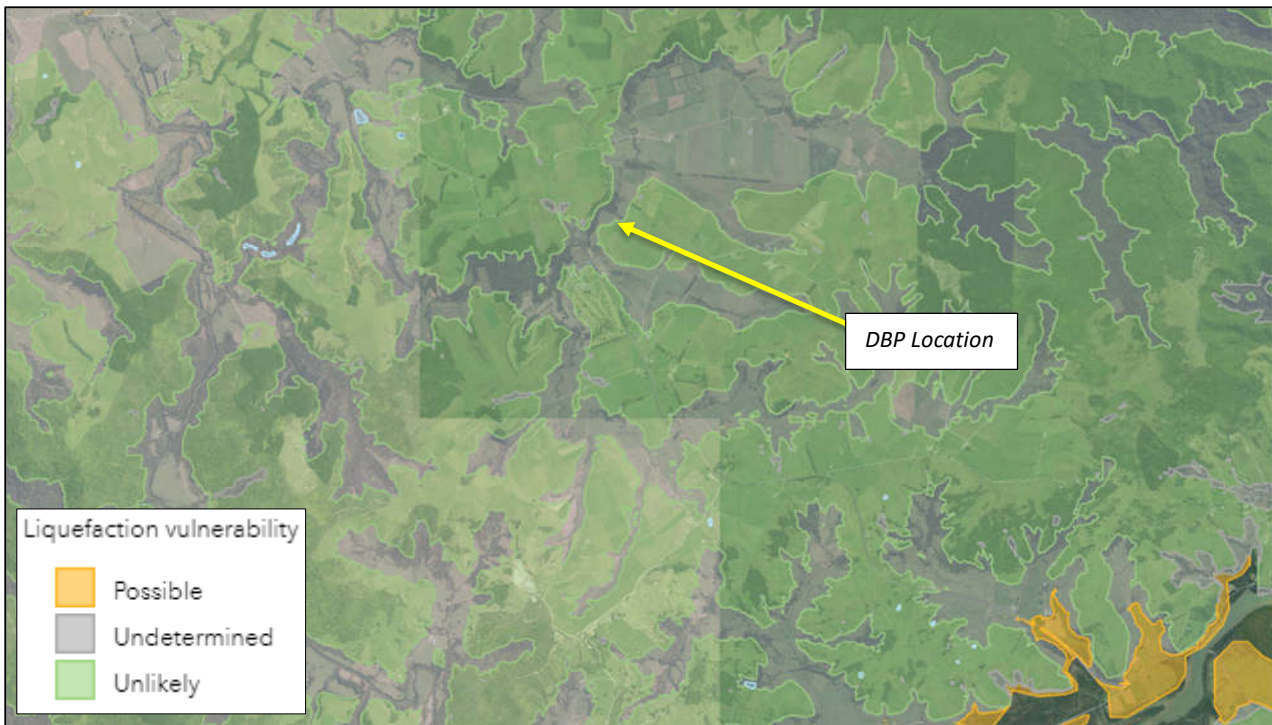 DBP Location
Liquefaction vulnerability
Possible
Undetermined
Unlikely